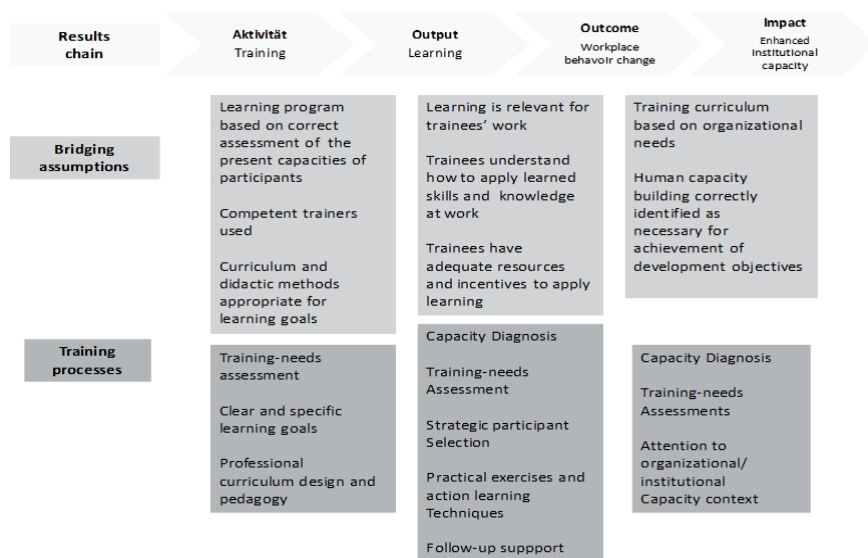 Results
chain
Aktivität
Training
Output
Learning
Outcome
Workplace
behavoir change
Impact
Enhanced
Institutional
capacity
Bridging
assumptions
Learning program
based on correct
assessment of the
present capacities of
participants
Competent trainers
used
Curriculum and
didactic methods
appropriate for
learning goals
Learning is relevant for
trainees’ work
Trainees understand
how to apply learned
skills and knowledge
at work
Trainees have
adequate resources
and incentives to apply
learning
Training curriculum
based on organizational
needs
Human capacity
building correctly
identified as
necessary for
achievement of
development objectives
Training
processes
Training-needs
assessment
Clear and specific
learning goals
Professional
curriculum design and
pedagogy
Capacity Diagnosis
Training-needs
Assessment
Strategic participant
Selection
Practical exercises and
action learning
Techniques
Follow-up suppport
Capacity Diagnosis
Training-needs
Assessments
Attention to
organizational/
institutional
Capacity context